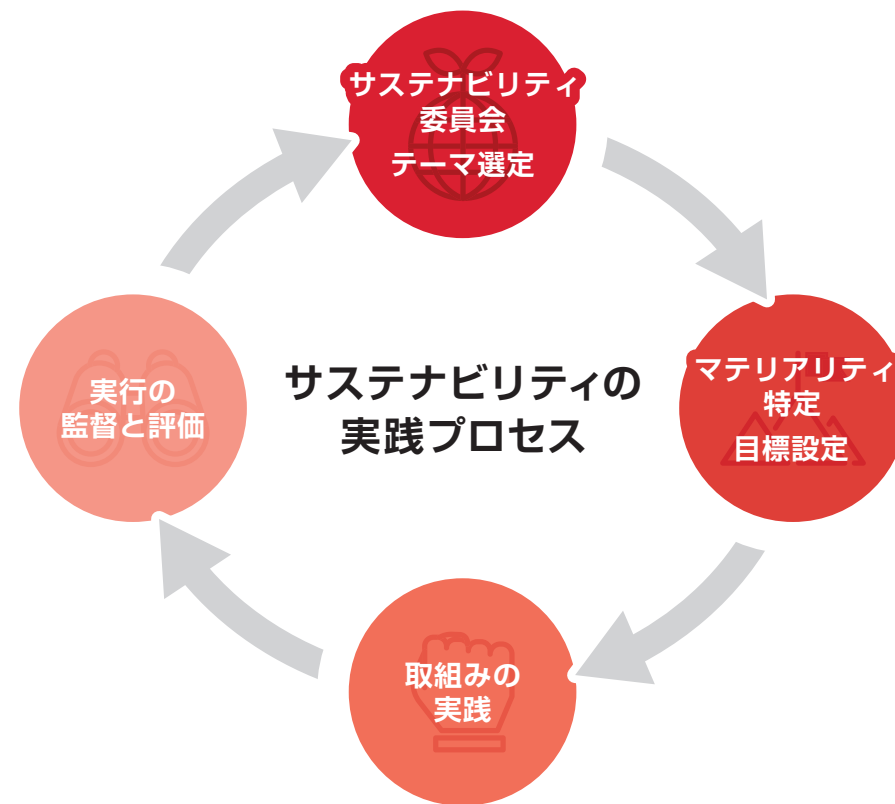 サステナビリティ
委員会
テーマ選定
マテリアリティ
特定
目標設定
取組みの
実践
実行の
監督と評価
サステナビリティの
実践プロセス